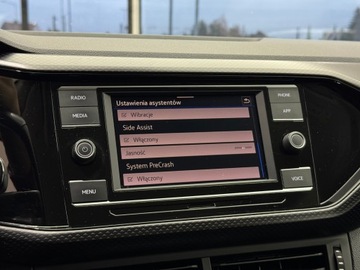 RADIO
MEDIA
MENU
Ustawienia asystentów
Wibracje
Side Assist
Włączony
Jasność
System PreCrash
Włączony
PHONE
APP
VOICE